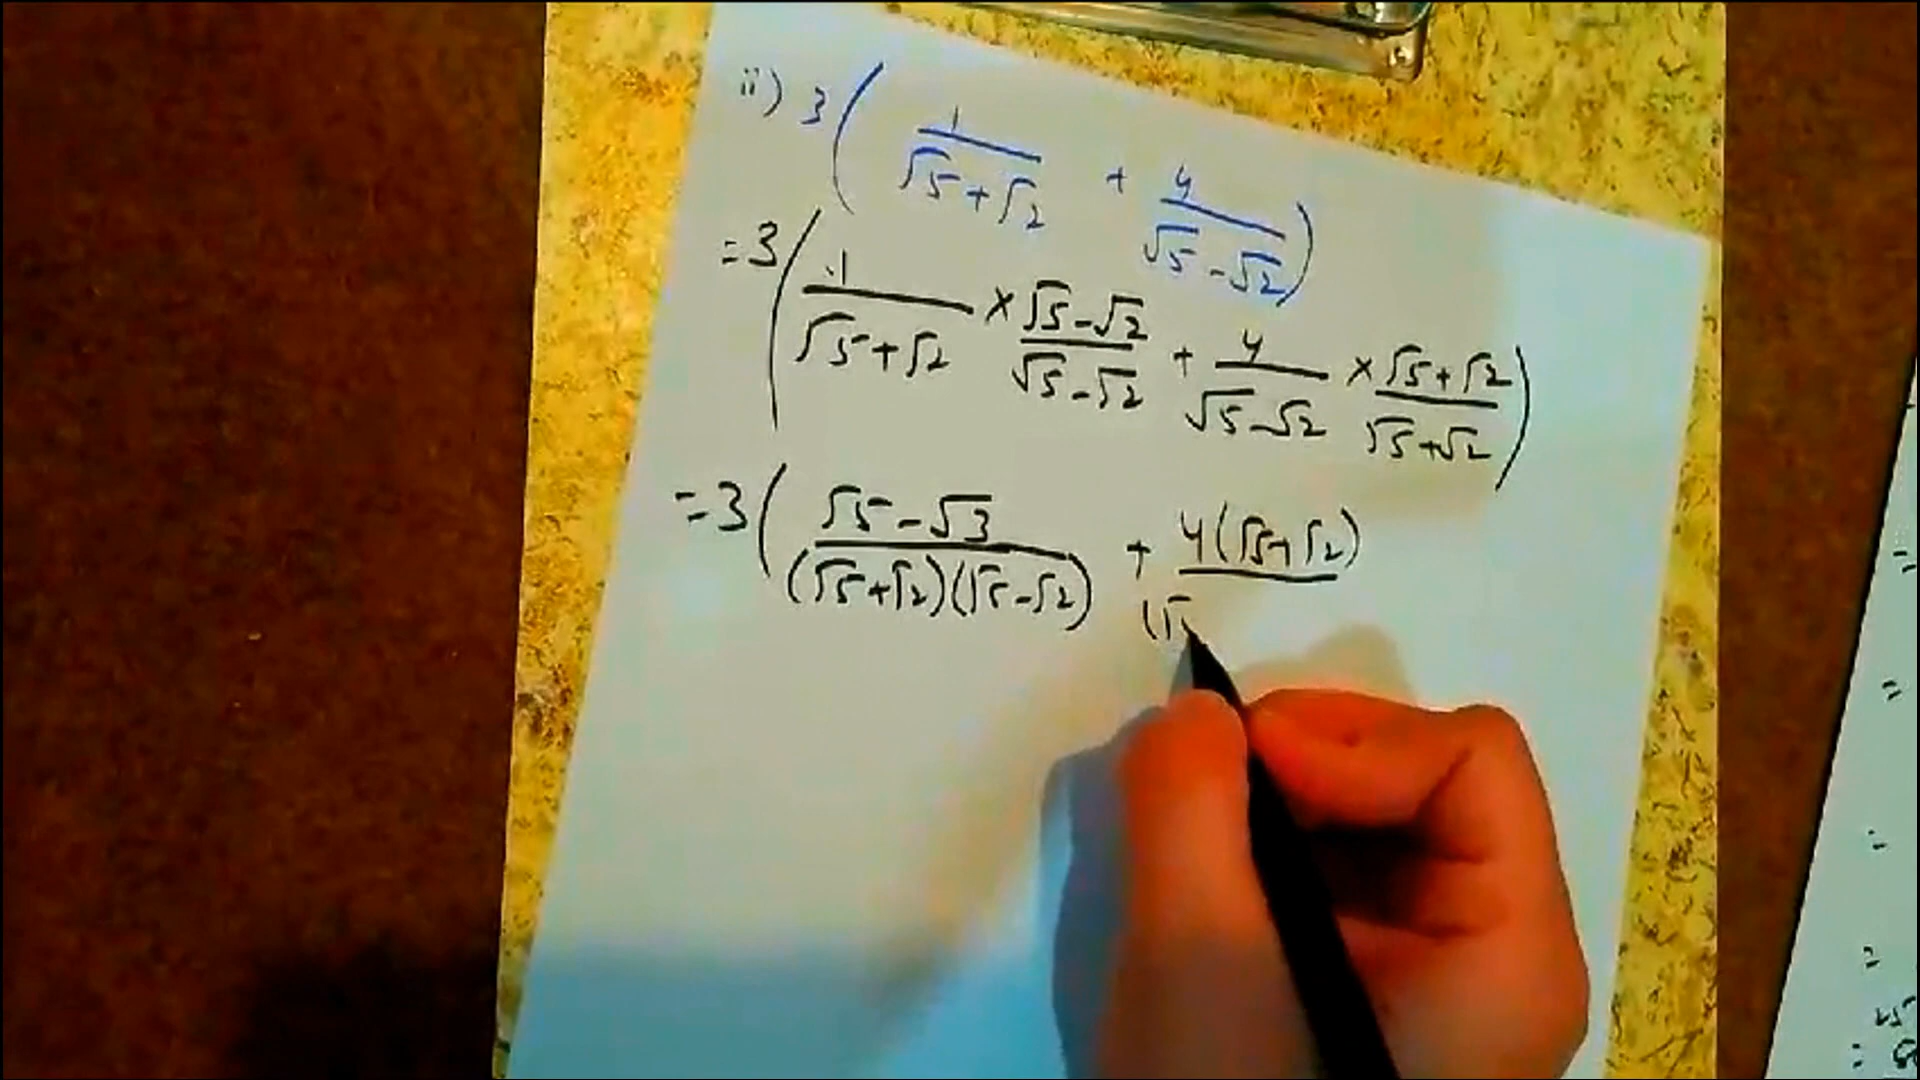 ii) 3 ( 1/(√5+√2) + 4/(√5-√2) )
=3 ( 1/(√5+√2) × (√5-√2)/(√5-√2) + 4/(√5-√2) × (√5+√2)/(√5+√2) )
=3 ( (√5-√3)/((√5+√2)(√5-√2)) + 4(√5+√2)/(√5